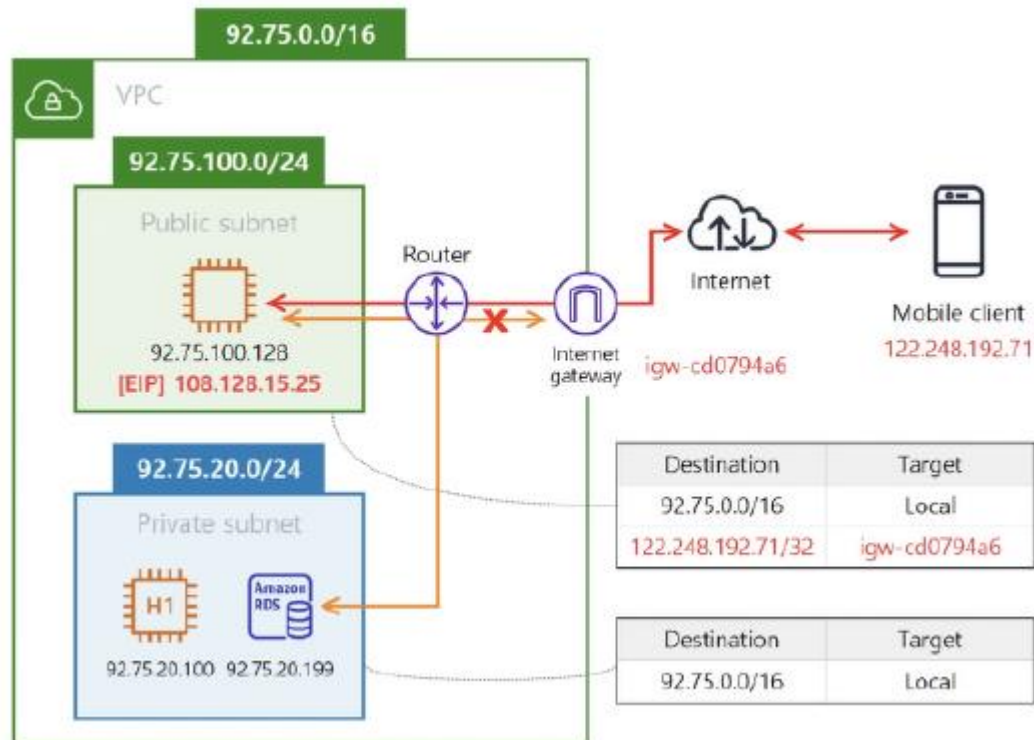 92.75.0.0/16
VPC
92.75.100.0/24
Public subnet
92.75.100.128
[EIP] 108.128.15.25
Router
Internet
gateway
igw-cd0794a6
Internet
Mobile client
122.248.192.71
92.75.20.0/24
Private subnet
H1
92.75.20.100
Amazon
RDS
92.75.20.199
Destination Target
92.75.0.0/16 Local
122.248.192.71/32 igw-cd0794a6
Destination Target
92.75.0.0/16 Local